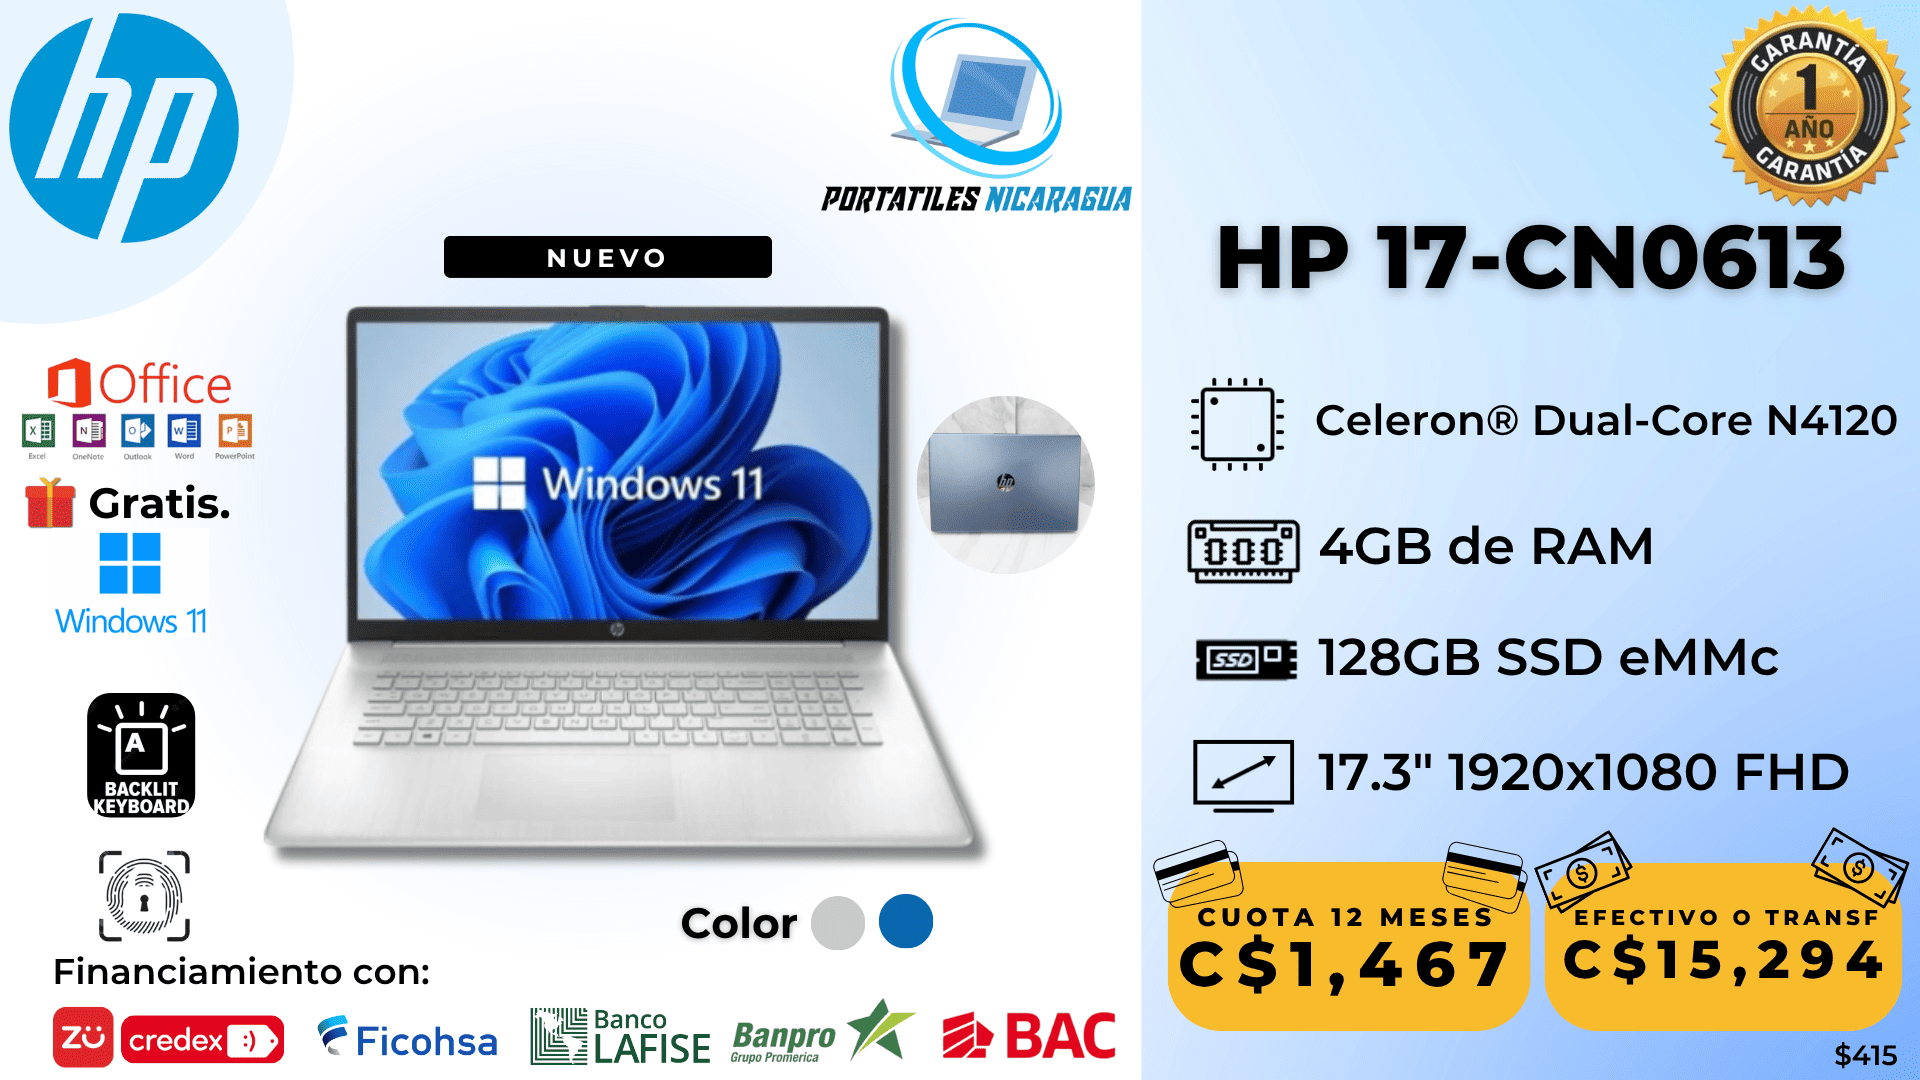 hp
PORTATILES NICARAGUA
GARANTÍA
1
AÑO
GARANTÍA
NUEVO
HP 17-CN0613
Office
Excel OneNote Outlook Word PowerPoint
Gratis.
Windows 11
Windows 11
hp
Celeron® Dual-Core N4120
4GB de RAM
SSD
128GB SSD eMMc
17.3" 1920x1080 FHD
A
BACKLIT
KEYBOARD
Color
CUOTA 12 MESES
C$1,467
EFECTIVO O TRANSF
C$15,294
$415
Financiamiento con:
ZU
credex :)
Ficohsa
Banco
LAFISE
Banpro
Grupo Promerica
BAC